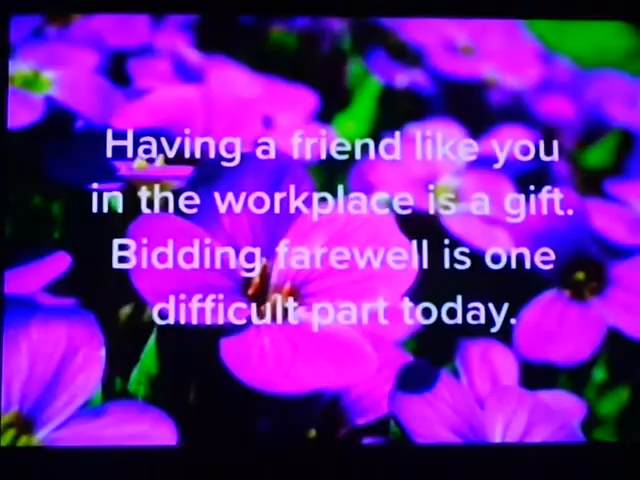 Having a friend like you
in the workplace is a gift.
Bidding farewell is one
difficult part today.